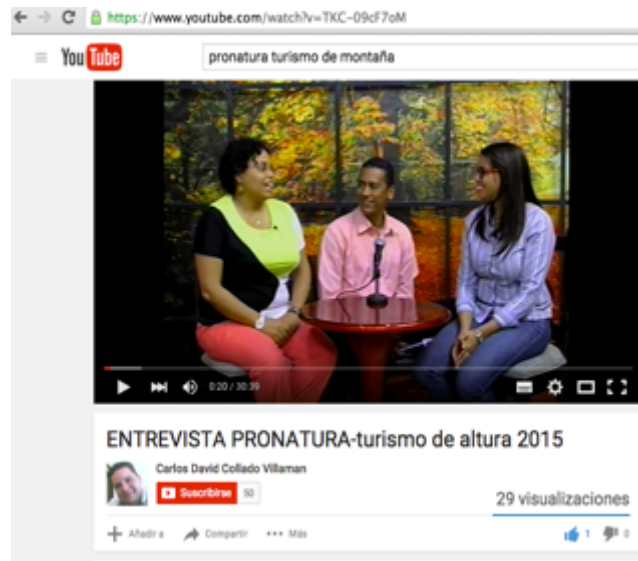 https://www.youtube.com/watch?v=TKC-09cF7oM
YouTube
pronatura turismo de montaña
0:20 / 30:39
ENTREVISTA PRONATURA-turismo de altura 2015
Carlos David Collado Villaman
Suscribirse 50
29 visualizaciones
Añadir a Compartir Más
1 0